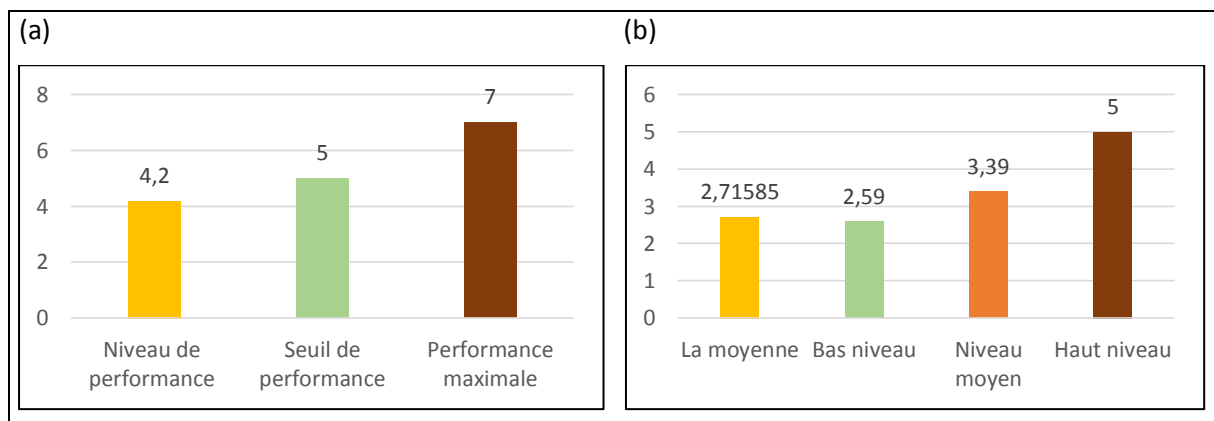 (a)
8
6
4
2
0
4,2
5
7
Niveau de
performance
Seuil de
performance
Performance
maximale
(b)
6
5
4
3
2
1
0
2,71585
2,59
3,39
5
La moyenne
Bas niveau
Niveau
moyen
Haut niveau